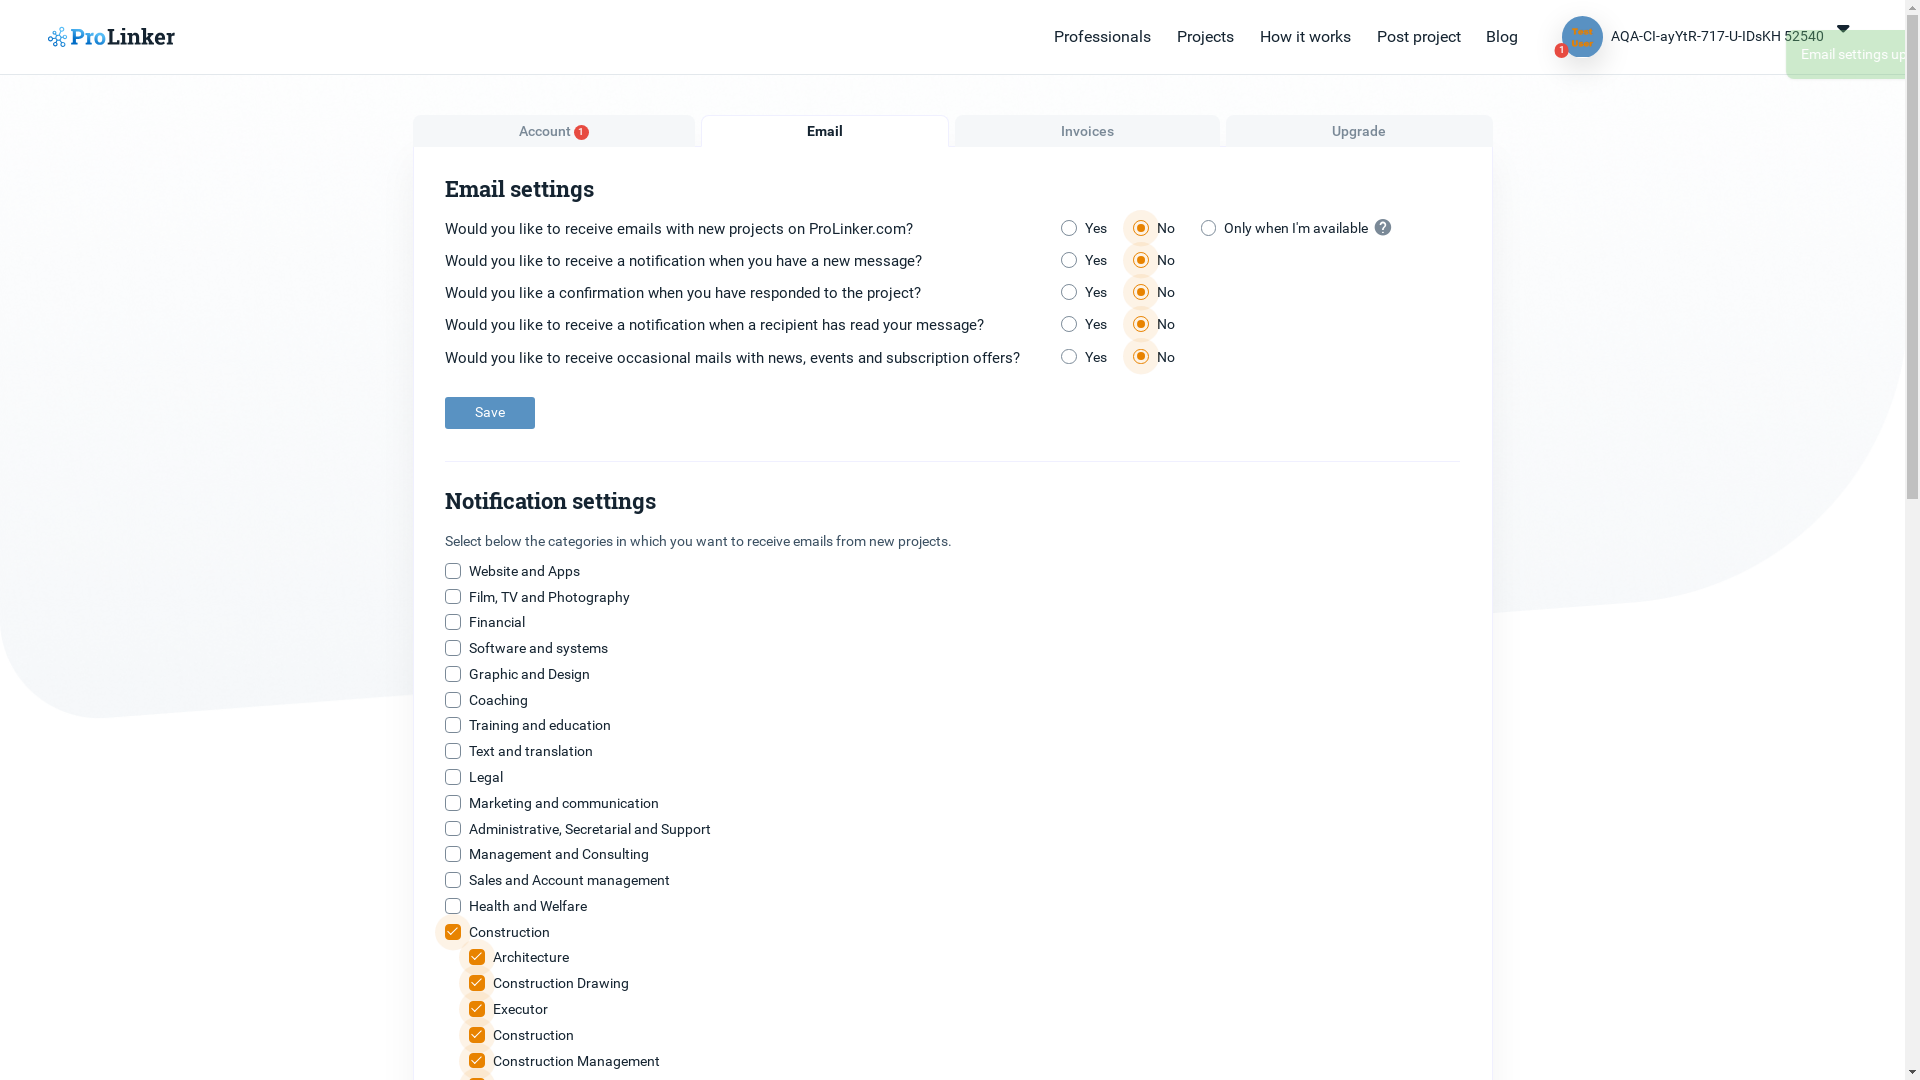 ProLinker
Professionals Projects How it works Post project Blog
1
AQA-CI-ayYtR-717-U-IDsKH 52540
Email settings up
Account 1 Email Invoices Upgrade
Email settings
Would you like to receive emails with new projects on ProLinker.com? Yes No Only when I'm available ?
Would you like to receive a notification when you have a new message? Yes No
Would you like a confirmation when you have responded to the project? Yes No
Would you like to receive a notification when a recipient has read your message? Yes No
Would you like to receive occasional mails with news, events and subscription offers? Yes No
Save
Notification settings
Select below the categories in which you want to receive emails from new projects.
Website and Apps
Film, TV and Photography
Financial
Software and systems
Graphic and Design
Coaching
Training and education
Text and translation
Legal
Marketing and communication
Administrative, Secretarial and Support
Management and Consulting
Sales and Account management
Health and Welfare
Construction
Architecture
Construction Drawing
Executor
Construction
Construction Management